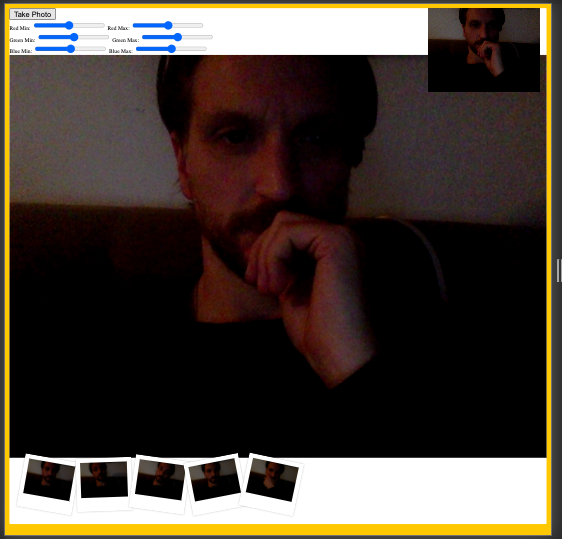 Take Photo
Red Min: Red Max:
Green Min: Green Max:
Blue Min: Blue Max: